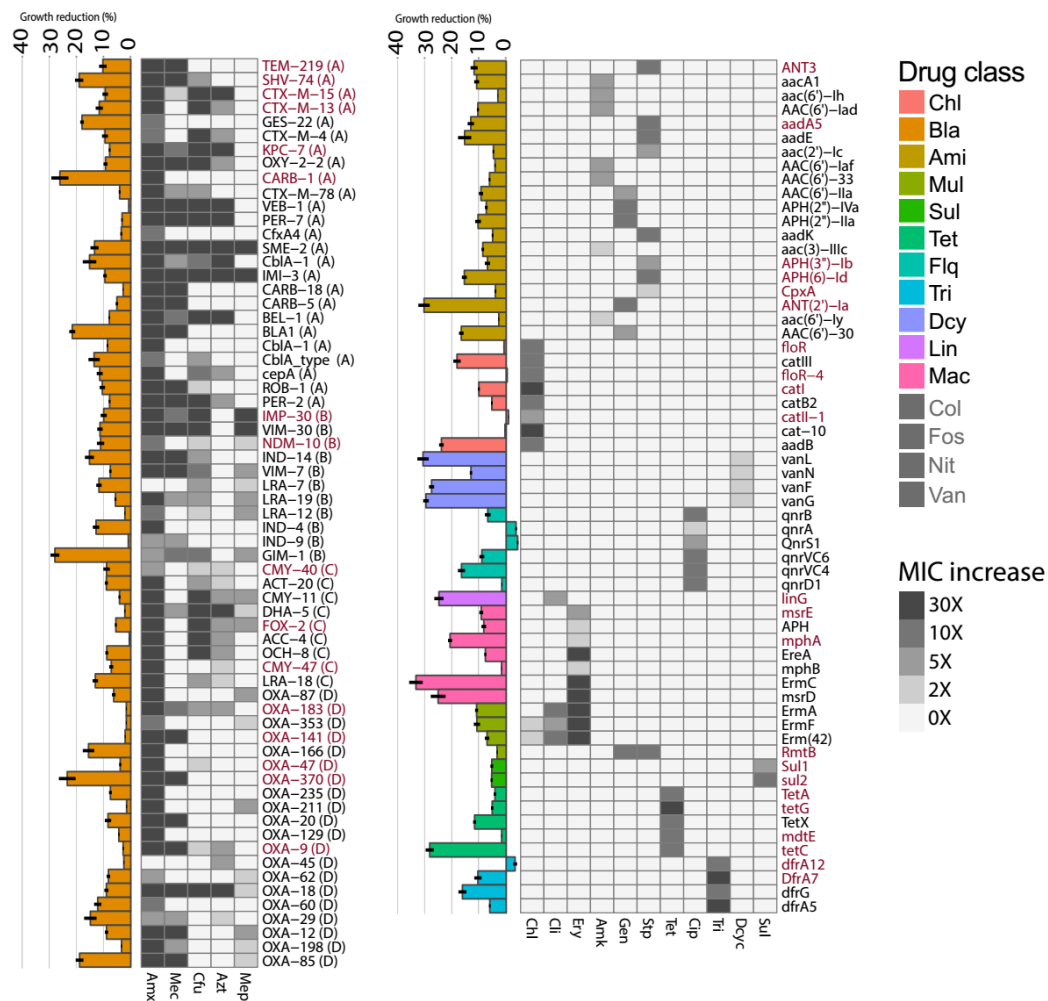 Growth reduction (%)
40
30
20
10
0
TEM−219 (A)
SHV−74 (A)
CTX−M−15 (A)
CTX−M−13 (A)
GES−22 (A)
CTX−M−4 (A)
KPC−7 (A)
OXY−2−2 (A)
CARB−1 (A)
CTX−M−78 (A)
VEB−1 (A)
PER−7 (A)
CfxA4 (A)
SME−2 (A)
CblA−1 (A)
IMI−3 (A)
CARB−18 (A)
CARB−5 (A)
BEL−1 (A)
BLA1 (A)
CblA−1 (A)
CblA_type (A)
cepA (A)
ROB−1 (A)
PER−2 (A)
IMP−30 (B)
VIM−30 (B)
NDM−10 (B)
IND−14 (B)
VIM−7 (B)
LRA−7 (B)
LRA−19 (B)
LRA−12 (B)
IND−4 (B)
IND−9 (B)
GIM−1 (B)
CMY−40 (C)
ACT−20 (C)
CMY−11 (C)
DHA−5 (C)
FOX−2 (C)
ACC−4 (C)
OCH−8 (C)
CMY−47 (C)
LRA−18 (C)
OXA−87 (D)
OXA−183 (D)
OXA−353 (D)
OXA−141 (D)
OXA−166 (D)
OXA−47 (D)
OXA−370 (D)
OXA−235 (D)
OXA−211 (D)
OXA−20 (D)
OXA−129 (D)
OXA−9 (D)
OXA−45 (D)
OXA−62 (D)
OXA−18 (D)
OXA−60 (D)
OXA−29 (D)
OXA−12 (D)
OXA−198 (D)
OXA−85 (D)
Amx
Mec
Cfu
Azt
Mep
Growth reduction (%)
40
30
20
10
0
ANT3
aacA1
aac(6')−Ih
AAC(6')−Iad
aadA5
aadE
aac(2')−Ic
AAC(6')−Iaf
AAC(6')−33
AAC(6')−IIa
APH(2'')−IVa
APH(2'')−IIa
aadK
aac(3)−IIIc
APH(3'')−Ib
APH(6)−Id
CpxA
ANT(2')−Ia
aac(6')−Iy
AAC(6')−30
floR
catIII
floR−4
catI
catB2
catII−1
cat−10
aadB
vanL
vanN
vanF
vanG
qnrB
qnrA
QnrS1
qnrVC6
qnrVC4
qnrD1
linG
msrE
APH
mphA
EreA
mphB
ErmC
msrD
ErmA
ErmF
Erm(42)
RmtB
Sul1
sul2
TetA
tetG
TetX
mdtE
tetC
dfrA12
DfrA7
dfrG
dfrA5
Chl
Cli
Ery
Amk
Gen
Stp
Tet
Cip
Tri
Dcyc
Sul
Drug class
Chl
Bla
Ami
Mul
Sul
Tet
Flq
Tri
Dcy
Lin
Mac
Col
Fos
Nit
Van
MIC increase
30X
10X
5X
2X
0X